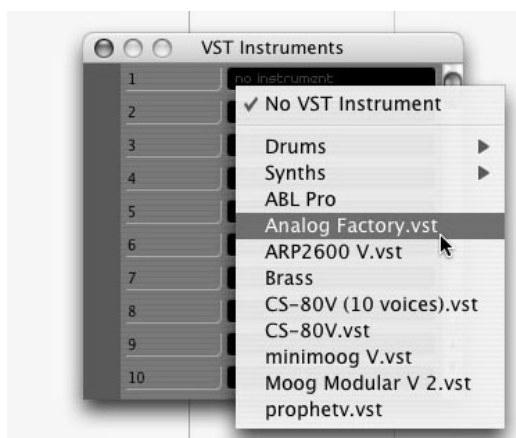 VST Instruments
1
no instrument
✓ No VST Instrument
2
3
Drums
4
Synths
ABL Pro
5
Analog Factory.vst
6
ARP2600 V.vst
7
Brass
8
CS-80V (10 voices).vst
CS-80V.vst
9
minimoog V.vst
10
Moog Modular V 2.vst
prophetv.vst